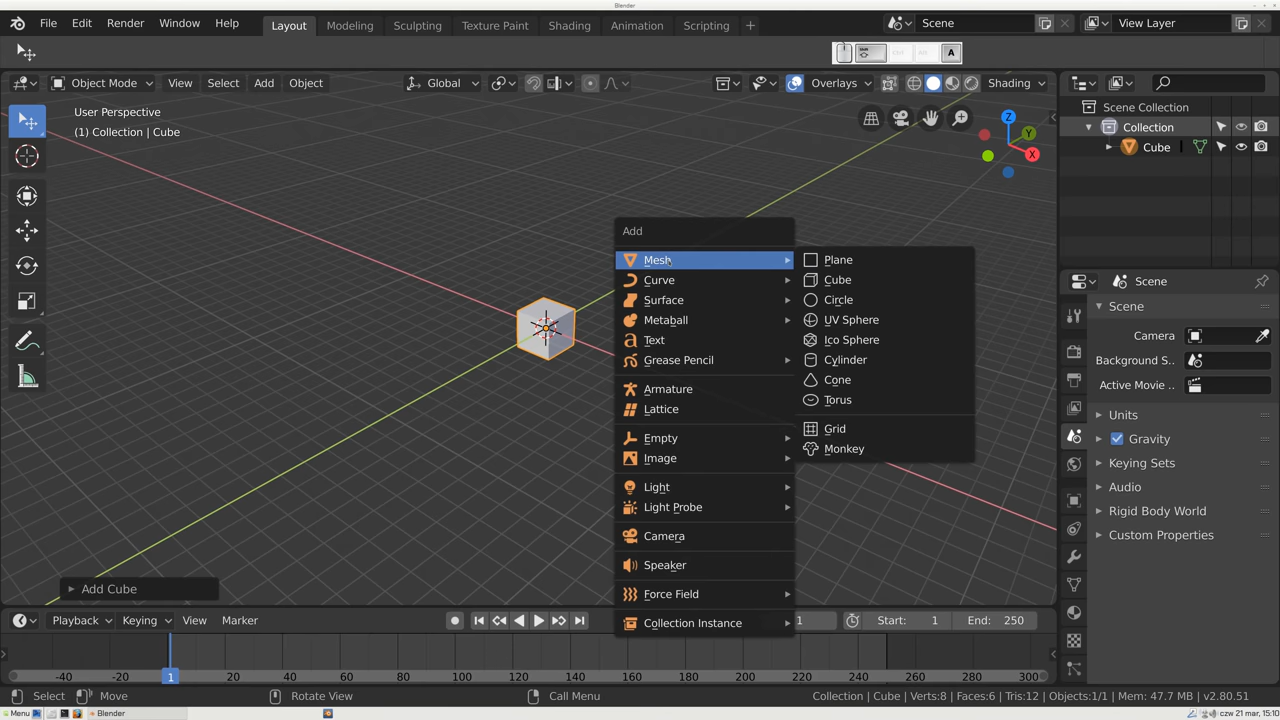 Blender
File Edit Render Window Help Layout Modeling Sculpting Texture Paint Shading Animation Scripting + Scene View Layer
A
Object Mode View Select Add Object Global Overlays Shading
User Perspective
(1) Collection | Cube
Z
Y
X
Scene Collection
Collection
Cube
Add
Mesh
Curve
Surface
Metaball
Text
Grease Pencil
Armature
Lattice
Empty
Image
Light
Light Probe
Camera
Speaker
Force Field
Collection Instance
Plane
Cube
Circle
UV Sphere
Ico Sphere
Cylinder
Cone
Torus
Grid
Monkey
Scene
Scene
Camera
Background S..
Active Movie ..
Units
Gravity
Keying Sets
Audio
Rigid Body World
Custom Properties
Add Cube
Playback Keying View Marker 1 Start: 1 End: 250
-40 -20 1 20 40 60 80 100 120 140 160 180 200 220 240 260 280 300
Select Move Rotate View Call Menu Collection | Cube | Verts:8 | Faces:6 | Tris:12 | Objects:1/1 | Mem: 47.7 MB | v2.80.51
Menu Blender czw 21 mar, 15:10